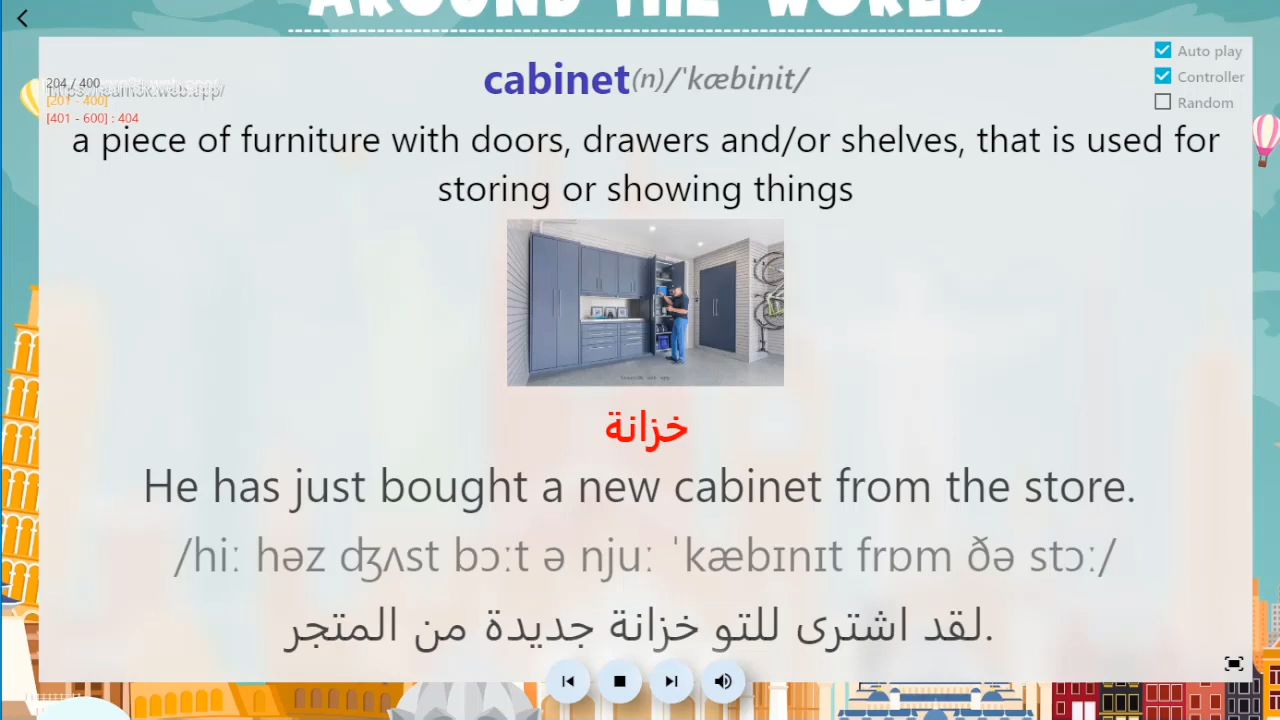 AROUND THE WORLD
Auto play
Controller
Random
204 / 400
[201 - 400]
[401 - 600] : 404
cabinet(n)/'kæbinit/
a piece of furniture with doors, drawers and/or shelves, that is used for
storing or showing things
خزانة
He has just bought a new cabinet from the store.
/hiː həz ʤʌst bɔːt ə njuː ˈkæbɪnɪt frɒm ðə stɔː/
لقد اشترى للتو خزانة جديدة من المتجر.